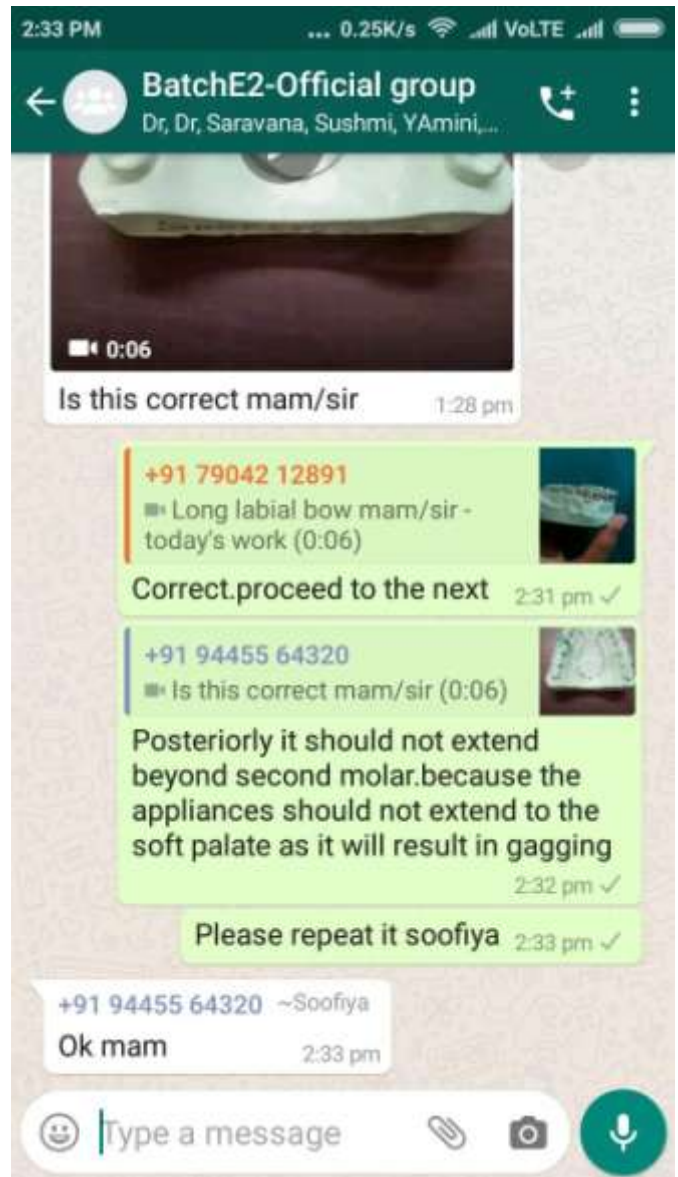 2:33 PM
... 0.25K/s VoLTE
BatchE2-Official group
Dr, Dr, Saravana, Sushmi, YAmini,...
0:06
Is this correct mam/sir
1:28 pm
+91 79042 12891
Long labial bow mam/sir -
today's work (0:06)
Correct.proceed to the next
2:31 pm
+91 94455 64320
Is this correct mam/sir (0:06)
Posteriorly it should not extend
beyond second molar.because the
appliances should not extend to the
soft palate as it will result in gagging
2:32 pm
Please repeat it soofiya
2:33 pm
+91 94455 64320 ~Soofiya
Ok mam
2:33 pm
Type a message